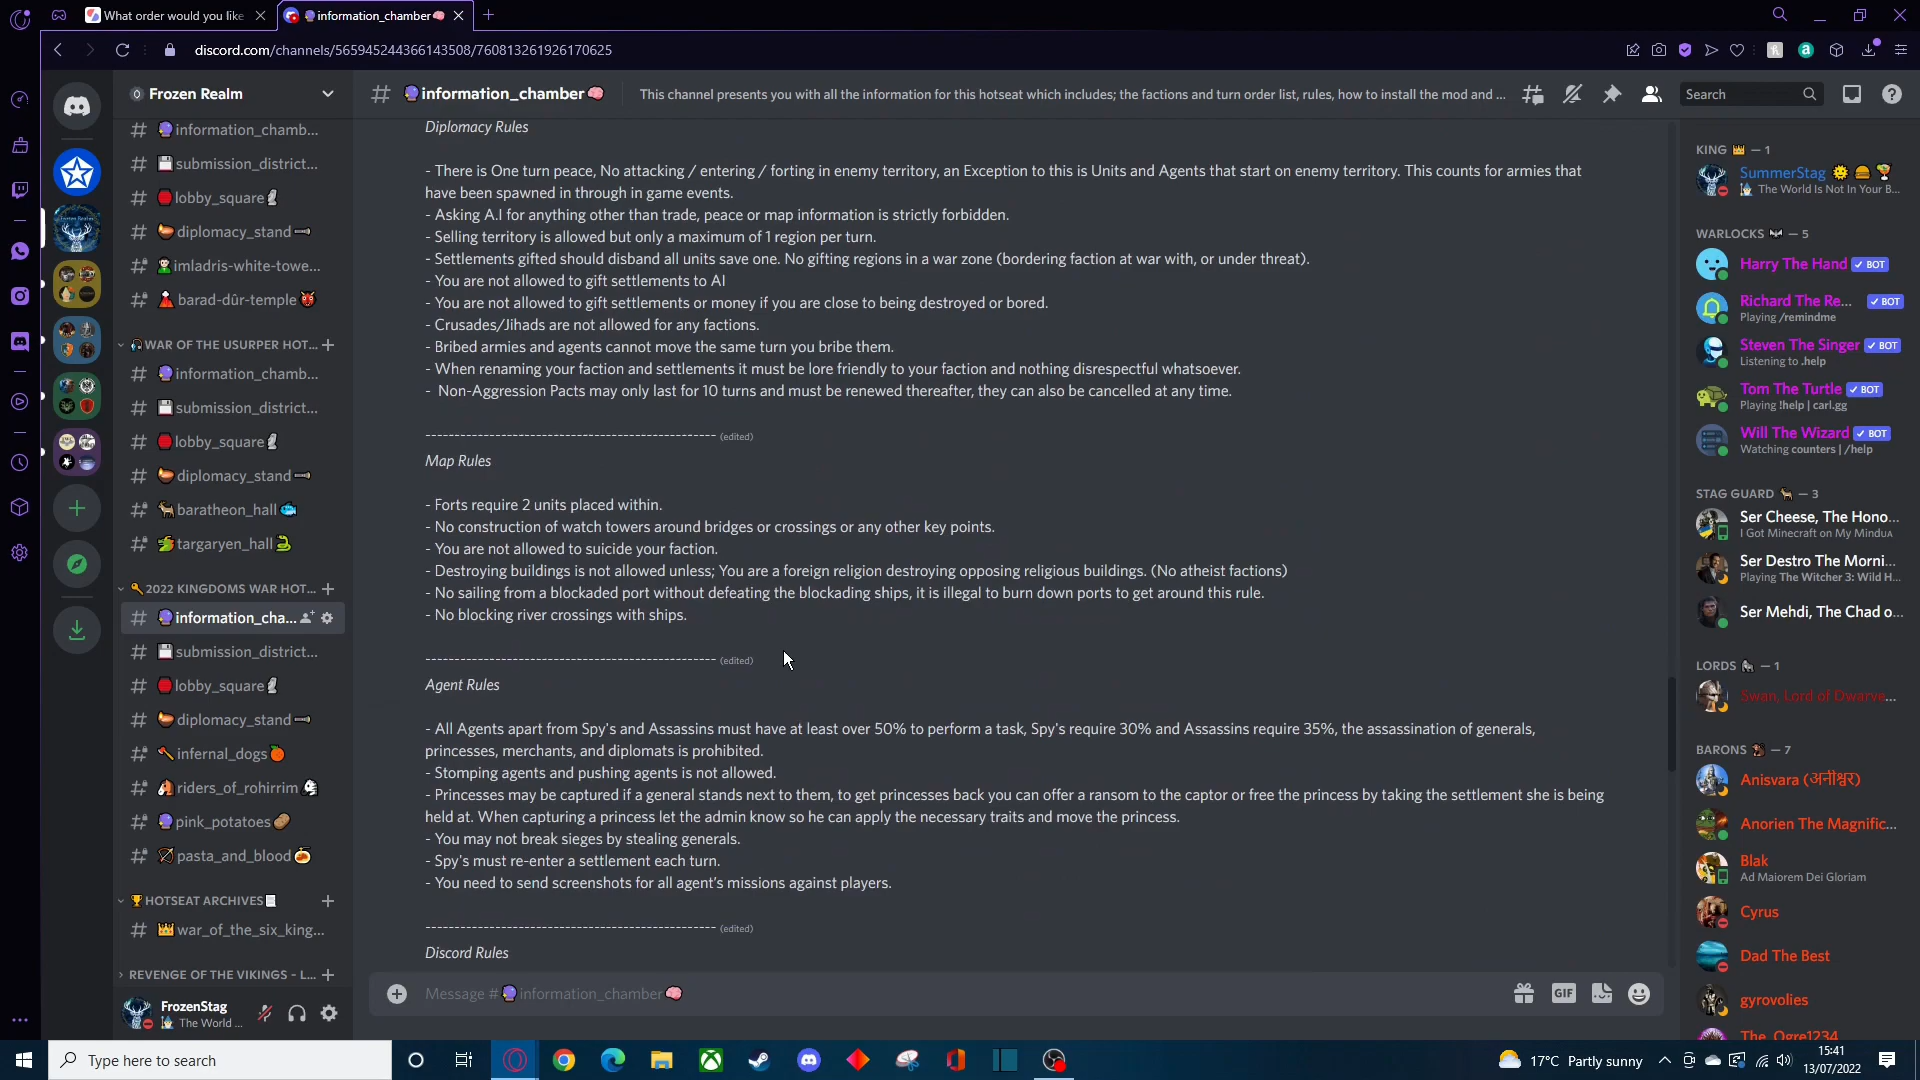 What order would you like
information_chamber
discord.com/channels/565945244366143508/760813261926170625
Frozen Realm
information_chamber
This channel presents you with all the information for this hotseat which includes; the factions and turn order list, rules, how to install the mod and ...
Search
information_chamb...
submission_district...
lobby_square
diplomacy_stand
imladris-white-towe...
barad-dûr-temple
WAR OF THE USURPER HOT...
information_chamb...
submission_district...
lobby_square
diplomacy_stand
baratheon_hall
targaryen_hall
2022 KINGDOMS WAR HOT...
information_cha...
submission_district...
lobby_square
diplomacy_stand
infernal_dogs
riders_of_rohirrim
pink_potatoes
pasta_and_blood
HOTSEAT ARCHIVES
war_of_the_six_king...
REVENGE OF THE VIKINGS - L...
FrozenStag
The World ...
Diplomacy Rules
- There is One turn peace, No attacking / entering / forting in enemy territory, an Exception to this is Units and Agents that start on enemy territory. This counts for armies that
have been spawned in through in game events.
- Asking A.I for anything other than trade, peace or map information is strictly forbidden.
- Selling territory is allowed but only a maximum of 1 region per turn.
- Settlements gifted should disband all units save one. No gifting regions in a war zone (bordering faction at war with, or under threat).
- You are not allowed to gift settlements to AI
- You are not allowed to gift settlements or money if you are close to being destroyed or bored.
- Crusades/Jihads are not allowed for any factions.
- Bribed armies and agents cannot move the same turn you bribe them.
- When renaming your faction and settlements it must be lore friendly to your faction and nothing disrespectful whatsoever.
- Non-Aggression Pacts may only last for 10 turns and must be renewed thereafter, they can also be cancelled at any time.
-------------------------------------------------- (edited)
Map Rules
- Forts require 2 units placed within.
- No construction of watch towers around bridges or crossings or any other key points.
- You are not allowed to suicide your faction.
- Destroying buildings is not allowed unless; You are a foreign religion destroying opposing religious buildings. (No atheist factions)
- No sailing from a blockaded port without defeating the blockading ships, it is illegal to burn down ports to get around this rule.
- No blocking river crossings with ships.
-------------------------------------------------- (edited)
Agent Rules
- All Agents apart from Spy's and Assassins must have at least over 50% to perform a task, Spy's require 30% and Assassins require 35%, the assassination of generals,
princesses, merchants, and diplomats is prohibited.
- Stomping agents and pushing agents is not allowed.
- Princesses may be captured if a general stands next to them, to get princesses back you can offer a ransom to the captor or free the princess by taking the settlement she is being
held at. When capturing a princess let the admin know so he can apply the necessary traits and move the princess.
- You may not break sieges by stealing generals.
- Spy's must re-enter a settlement each turn.
- You need to send screenshots for all agent's missions against players.
-------------------------------------------------- (edited)
Discord Rules
Message #information_chamber
GIF
KING — 1
SummerStag
The World Is Not In Your B...
WARLOCKS — 5
Harry The Hand BOT
Richard The Re... BOT
Playing /remindme
Steven The Singer BOT
Listening to .help
Tom The Turtle BOT
Playing !help | carl.gg
Will The Wizard BOT
Watching counters | /help
STAG GUARD — 3
Ser Cheese, The Hono...
I Got Minecraft on My Mindux
Ser Destro The Morni...
Playing The Witcher 3: Wild H...
Ser Mehdi, The Chad o...
LORDS — 1
Swan, Lord of Dwarve...
BARONS — 7
Anisvara (अनीश्वर)
Anorien The Magnific...
Blak
Ad Maiorem Dei Gloriam
Cyrus
Dad The Best
gyrovolies
The_Ogre1234
Type here to search
17°C Partly sunny
15:41
13/07/2022